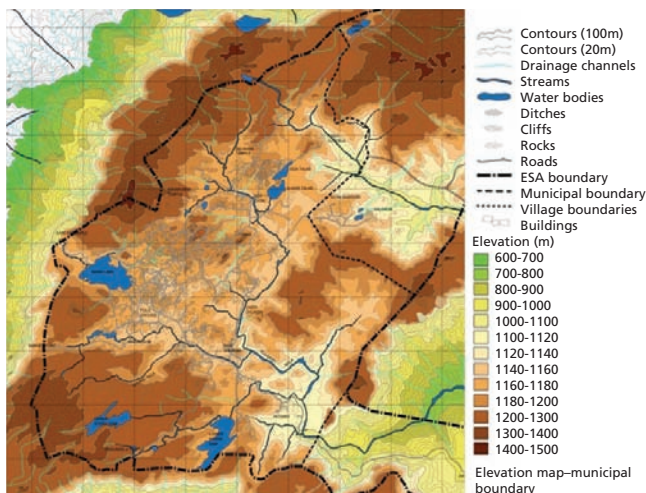 Contours (100m)
Contours (20m)
Drainage channels
Streams
Water bodies
Ditches
Cliffs
Rocks
Roads
ESA boundary
Municipal boundary
Village boundaries
Buildings
Elevation (m)
600-700
700-800
800-900
900-1000
1000-1100
1100-1120
1120-1140
1140-1160
1160-1180
1180-1200
1200-1300
1300-1400
1400-1500
Elevation map–municipal
boundary